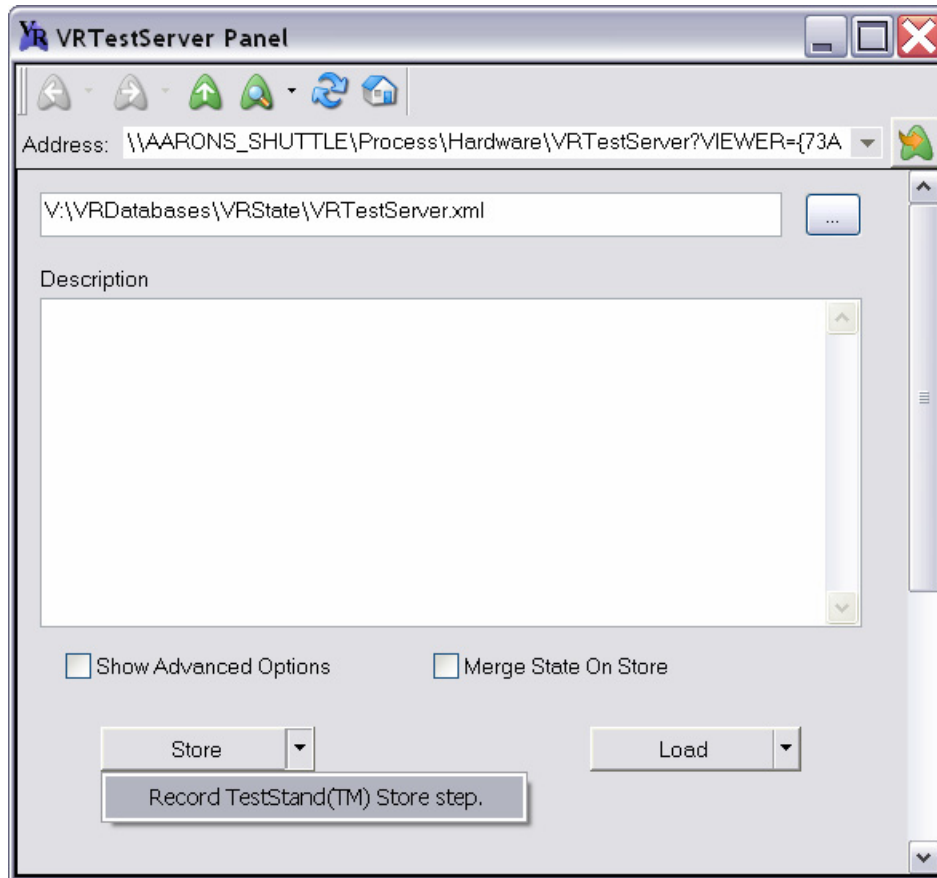 VR VRTestServer Panel
Address: \\AARONS_SHUTTLE\Process\Hardware\VRTestServer?VIEWER={73A
V:\VRDatabases\VRState\VRTestServer.xml ...
Description
Show Advanced Options Merge State On Store
Store Load
Record TestStand(TM) Store step.